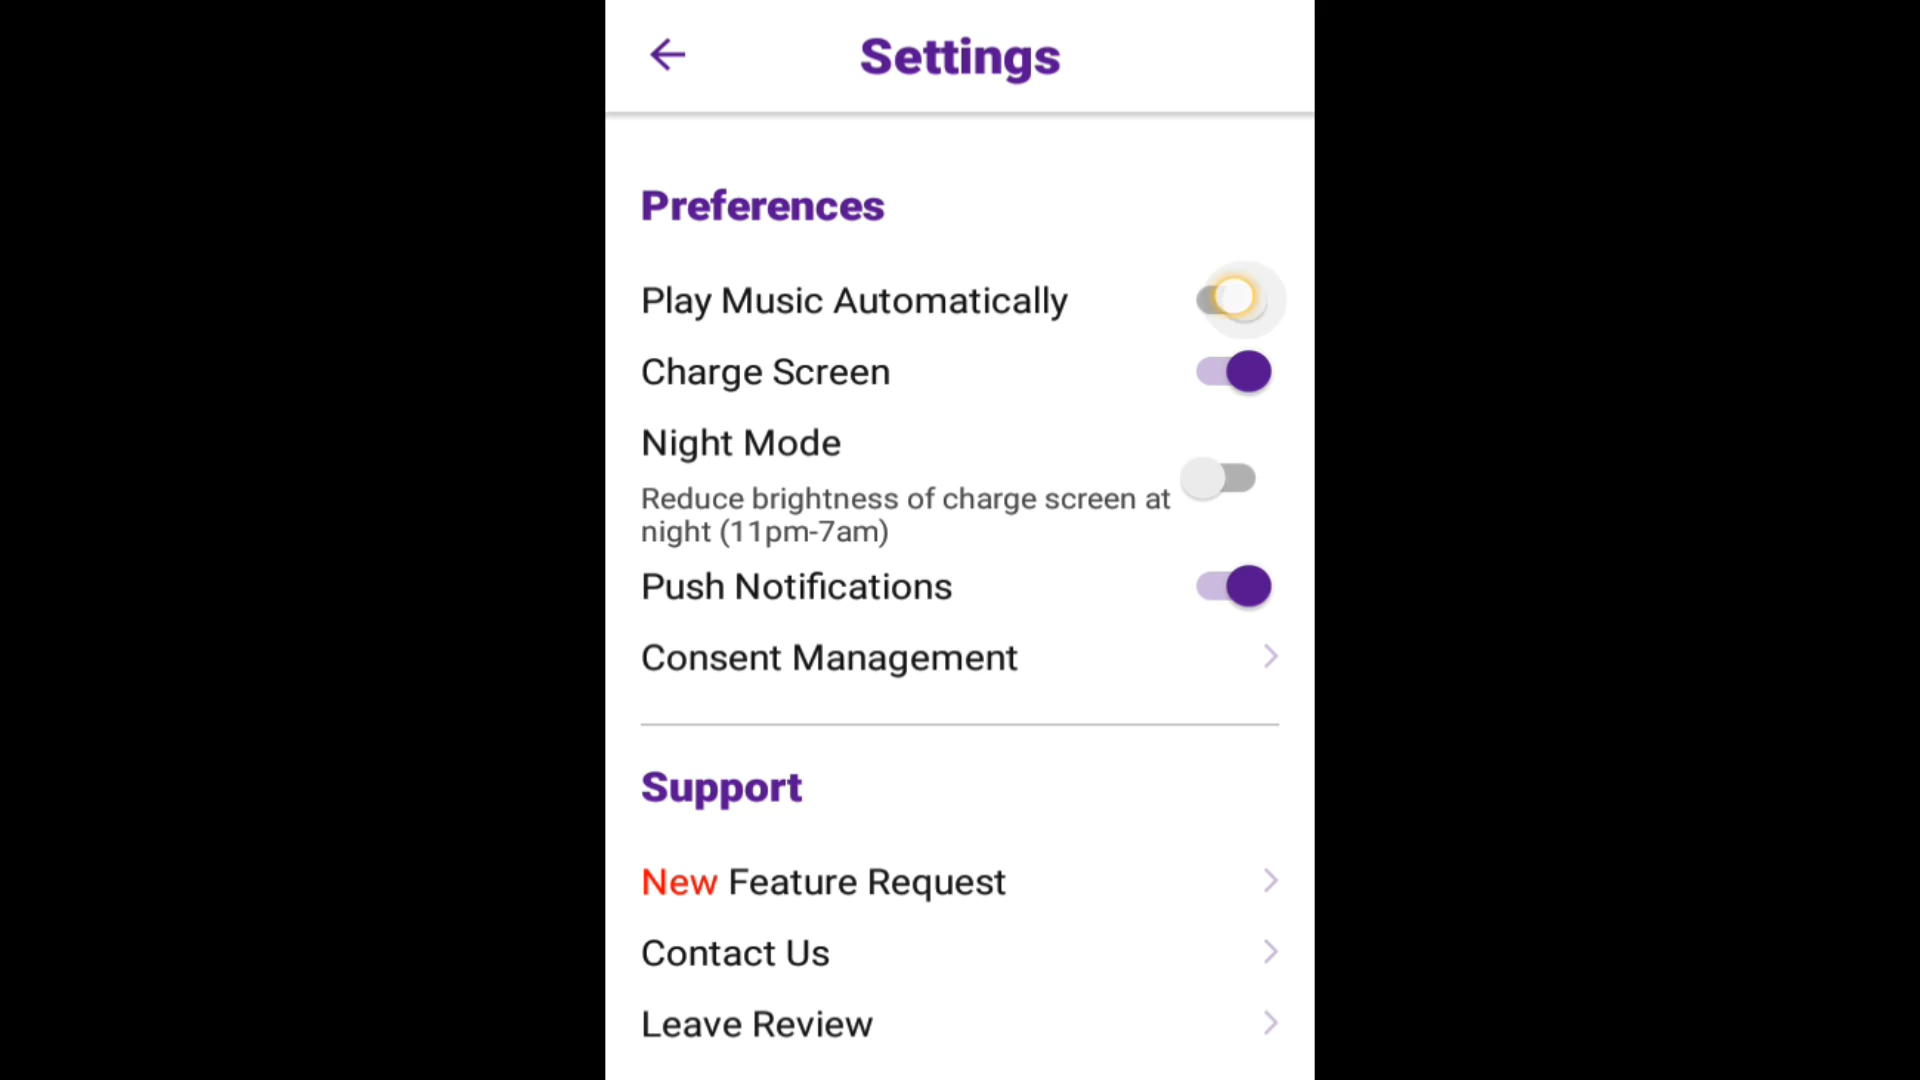 Settings
Preferences
Play Music Automatically
Charge Screen
Night Mode
Reduce brightness of charge screen at
night (11pm-7am)
Push Notifications
Consent Management
Support
New Feature Request
Contact Us
Leave Review